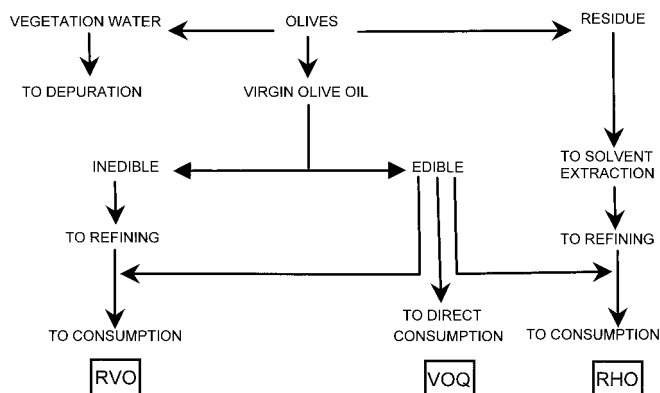 VEGETATION WATER
OLIVES
RESIDUE
TO DEPURATION
VIRGIN OLIVE OIL
INEDIBLE
EDIBLE
TO SOLVENT
EXTRACTION
TO REFINING
TO REFINING
TO CONSUMPTION
TO DIRECT
CONSUMPTION
TO CONSUMPTION
RVO
VOQ
RHO